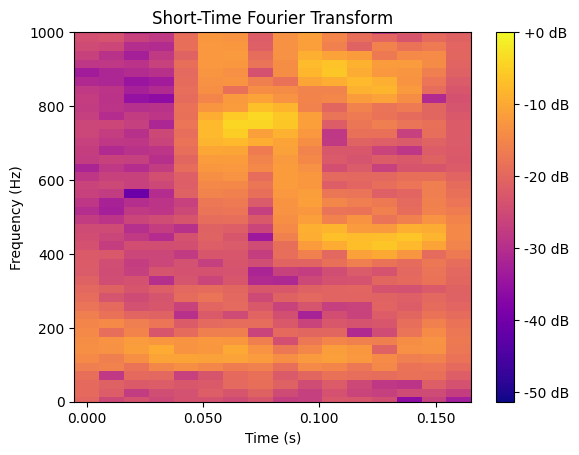 Short-Time Fourier Transform
1000
800
600
400
200
0
Frequency (Hz)
0.000
0.050
0.100
0.150
Time (s)
+0 dB
-10 dB
-20 dB
-30 dB
-40 dB
-50 dB